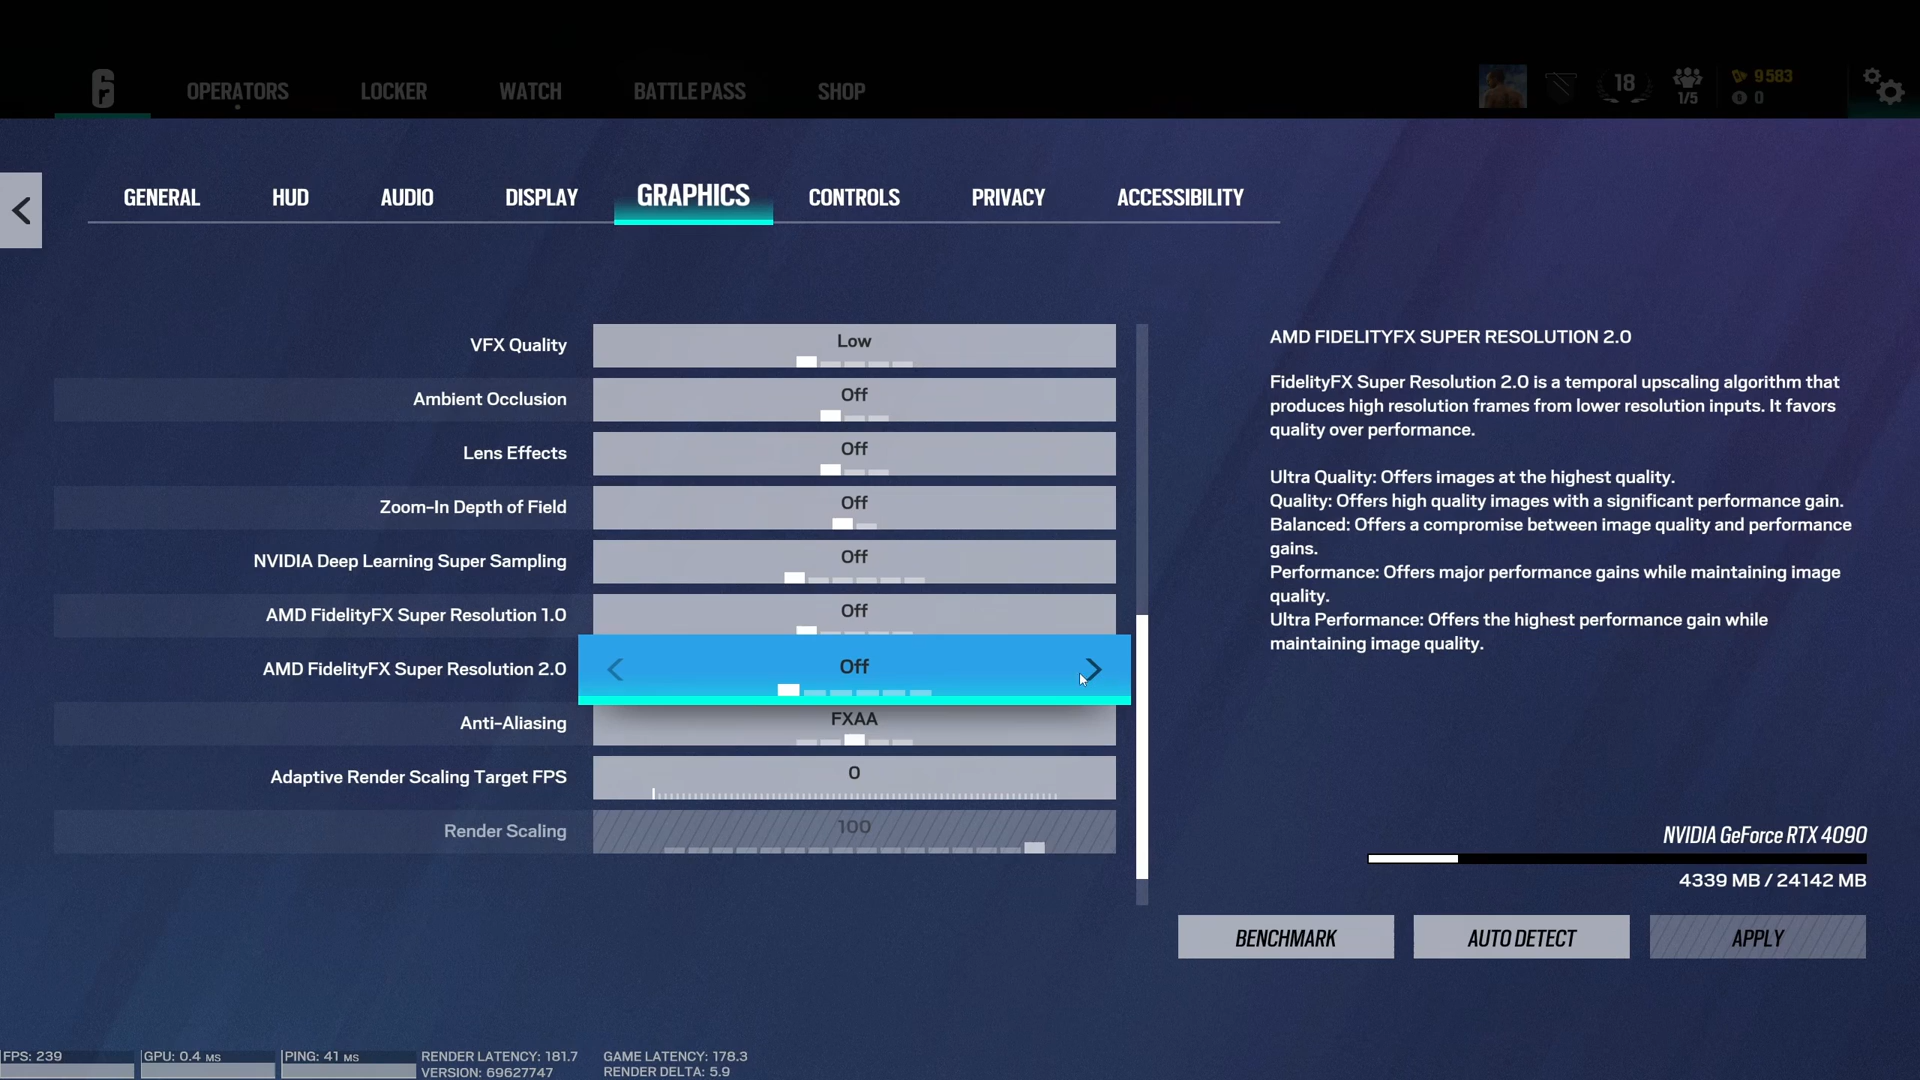 OPERATORS LOCKER WATCH BATTLE PASS SHOP 18 1/5 9 583
0
GENERAL HUD AUDIO DISPLAY GRAPHICS CONTROLS PRIVACY ACCESSIBILITY
VFX Quality Low
Ambient Occlusion Off
Lens Effects Off
Zoom-In Depth of Field Off
NVIDIA Deep Learning Super Sampling Off
AMD FidelityFX Super Resolution 1.0 Off
AMD FidelityFX Super Resolution 2.0 Off
Anti-Aliasing FXAA
Adaptive Render Scaling Target FPS 0
Render Scaling 100
AMD FIDELITYFX SUPER RESOLUTION 2.0
FidelityFX Super Resolution 2.0 is a temporal upscaling algorithm that
produces high resolution frames from lower resolution inputs. It favors
quality over performance.
Ultra Quality: Offers images at the highest quality.
Quality: Offers high quality images with a significant performance gain.
Balanced: Offers a compromise between image quality and performance
gains.
Performance: Offers major performance gains while maintaining image
quality.
Ultra Performance: Offers the highest performance gain while
maintaining image quality.
NVIDIA GeForce RTX 4090
4339 MB / 24142 MB
BENCHMARK AUTO DETECT APPLY
FPS: 239 GPU: 0.4 MS PING: 41 MS RENDER LATENCY: 181.7 GAME LATENCY: 178.3
VERSION: 69627747 RENDER DELTA: 5.9